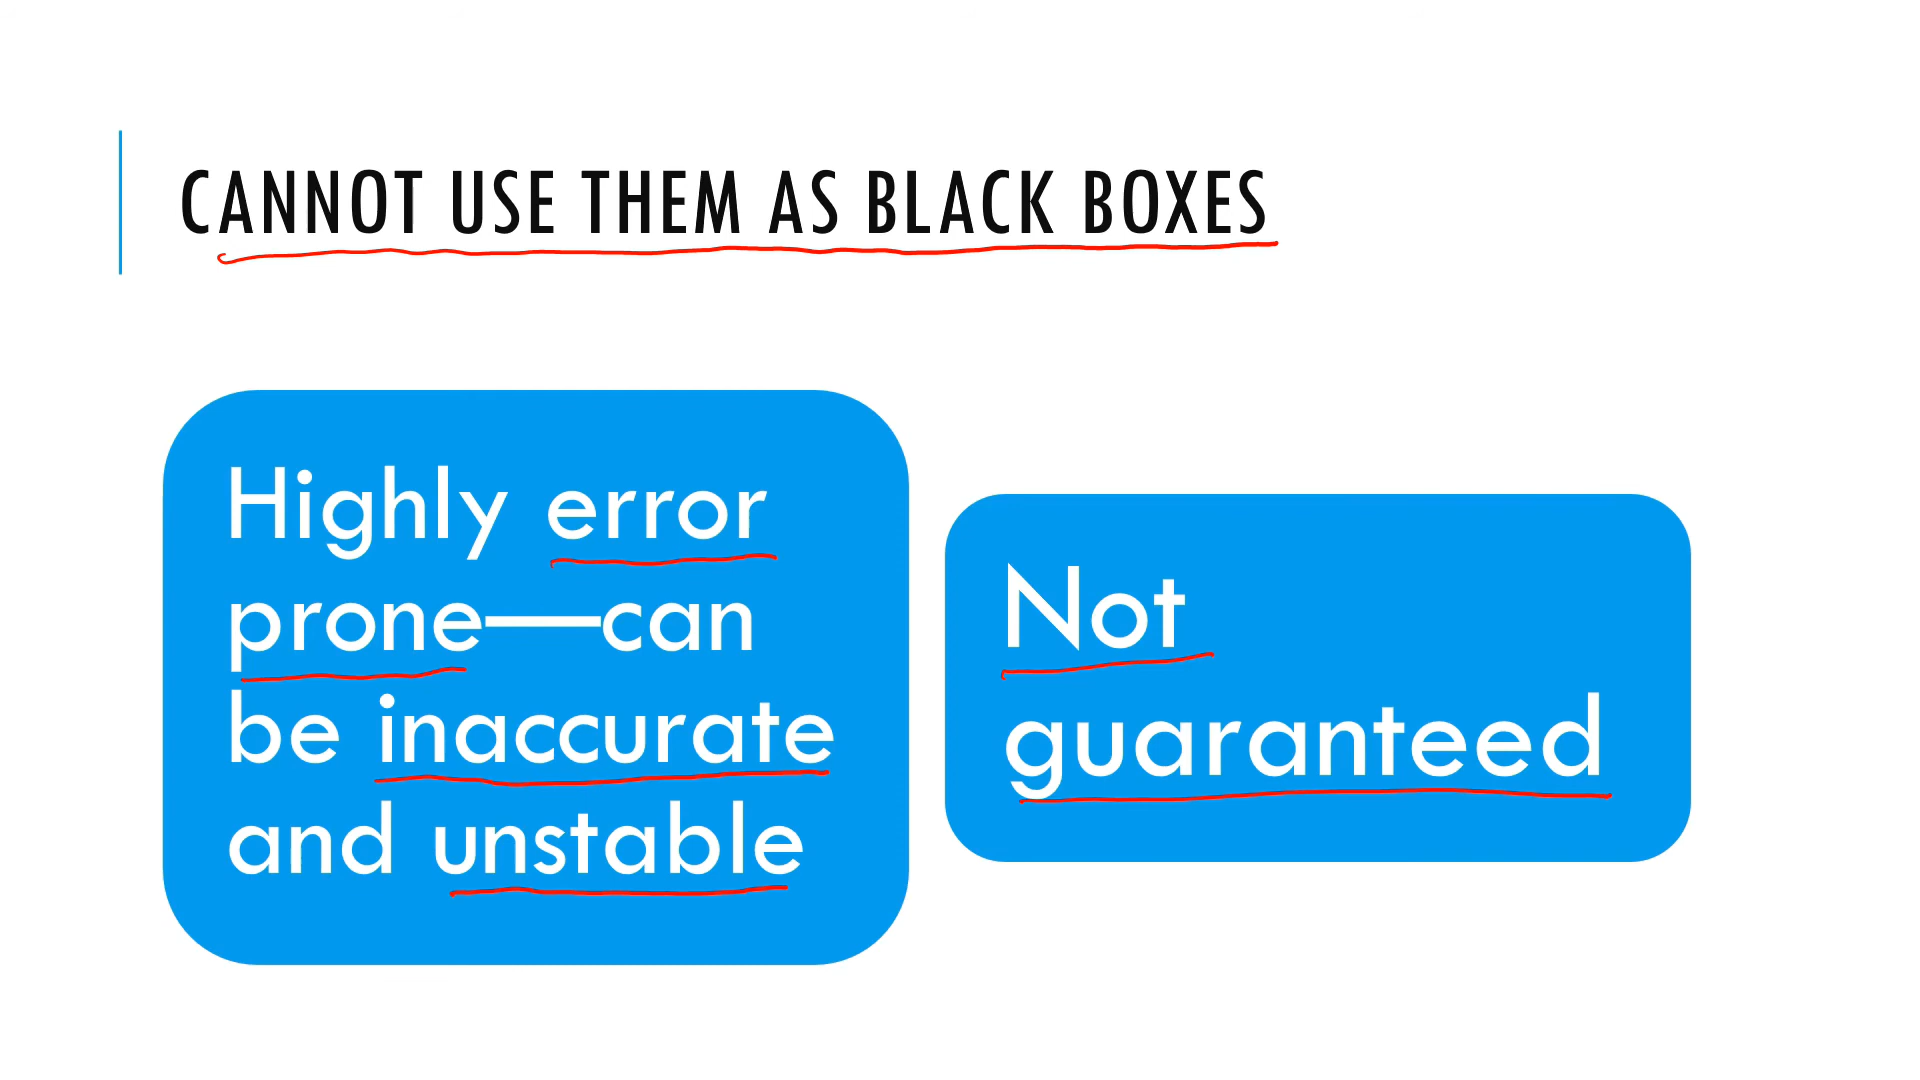 CANNOT USE THEM AS BLACK BOXES
Highly error
prone—can
be inaccurate
and unstable
Not
guaranteed